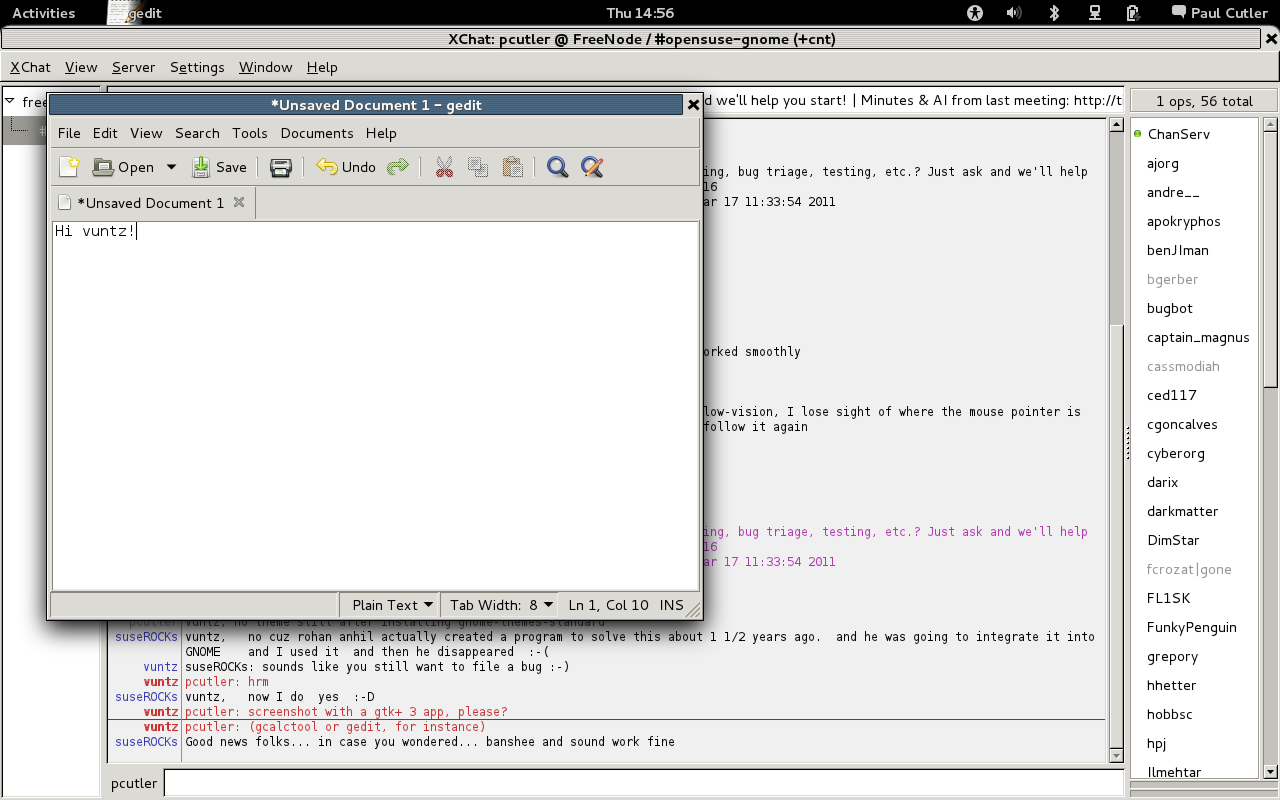 Activities gedit Thu 14:56 Paul Cutler
XChat: pcutler @ FreeNode / #opensuse-gnome (+cnt)
XChat View Server Settings Window Help
free
#
d we'll help you start! | Minutes & AI from last meeting: http://t
1 ops, 56 total
*Unsaved Document 1 - gedit
File Edit View Search Tools Documents Help
Open Save Undo
*Unsaved Document 1
Hi vuntz!
Plain Text Tab Width: 8 Ln 1, Col 10 INS
ing, bug triage, testing, etc.? Just ask and we'll help
16
ar 17 11:33:54 2011
orked smoothly
low-vision, I lose sight of where the mouse pointer is
follow it again
ing, bug triage, testing, etc.? Just ask and we'll help
16
ar 17 11:33:54 2011
pcutler vuntz, no theme still after installing gnome-themes-standard
suseROCKs vuntz, no cuz rohan anhil actually created a program to solve this about 1 1/2 years ago. and he was going to integrate it into
GNOME and I used it and then he disappeared :-(
vuntz suseROCKs: sounds like you still want to file a bug :-)
vuntz pcutler: hrm
suseROCKs vuntz, now I do yes :-D
vuntz pcutler: screenshot with a gtk+ 3 app, please?
vuntz pcutler: (gcalctool or gedit, for instance)
suseROCKs Good news folks... in case you wondered... banshee and sound work fine
pcutler
ChanServ
ajorg
andre__
apokryphos
benJIman
bgerber
bugbot
captain_magnus
cassmodiah
ced117
cgoncalves
cyberorg
darix
darkmatter
DimStar
fcrozat|gone
FL1SK
FunkyPenguin
grepory
hhetter
hobbsc
hpj
Ilmehtar